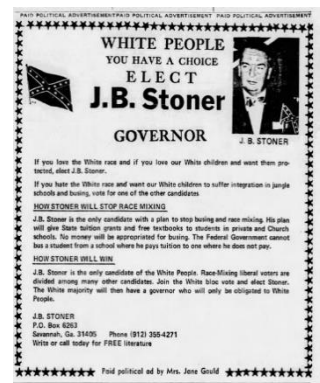 PAID POLITICAL ADVERTISEMENT PAID POLITICAL ADVERTISEMENT PAID POLITICAL ADVERTISEMENT
WHITE PEOPLE
YOU HAVE A CHOICE
ELECT
J.B. Stoner
GOVERNOR
J. B. STONER
If you love the White race and if you love our White children and want them pro-
tected, elect J.B. Stoner.
If you hate the White race and want our White children to suffer integration in jungle
schools and busing, vote for one of the other candidates
HOW STONER WILL STOP RACE MIXING
J.B. Stoner is the only candidate with a plan to stop busing and race mixing. His plan
will give State tuition grants and free textbooks to students in private and Church
schools. No money will be appropriated for busing. The Federal Government cannot
bus a student from a school where he pays tuition to one where he does not pay.
HOW STONER WILL WIN
J.B. Stoner is the only candidate of the White People. Race-Mixing liberal voters are
divided among many other candidates. Join the White bloc vote and elect Stoner.
The White majority will then have a governor who will only be obligated to White
People.
J.B. STONER
P.O. Box 6263
Savannah, Ga. 31405 Phone (912) 355-4271
Write or call today for FREE literature
Paid political ad by Mrs. Jane Gould